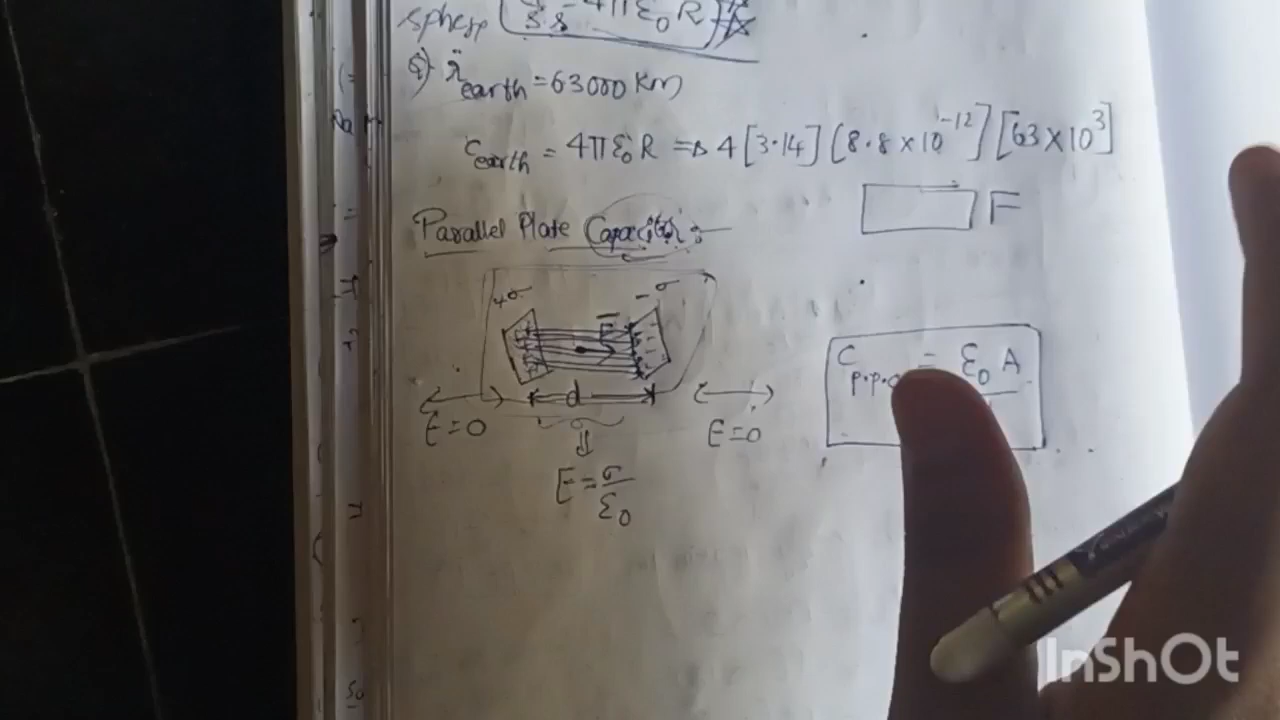 sphere S.S = 4πε₀R
Q) r earth = 63000 Km
C earth = 4πε₀R ⇒ 4 [3.14] [8.8 × 10⁻¹²] [63 × 10³]
F
Parallel Plate Capacitor :-
+σ E -σ
d
E=0 E=0
E = σ/ε₀
C p.p.c = ε₀ A
InShOt